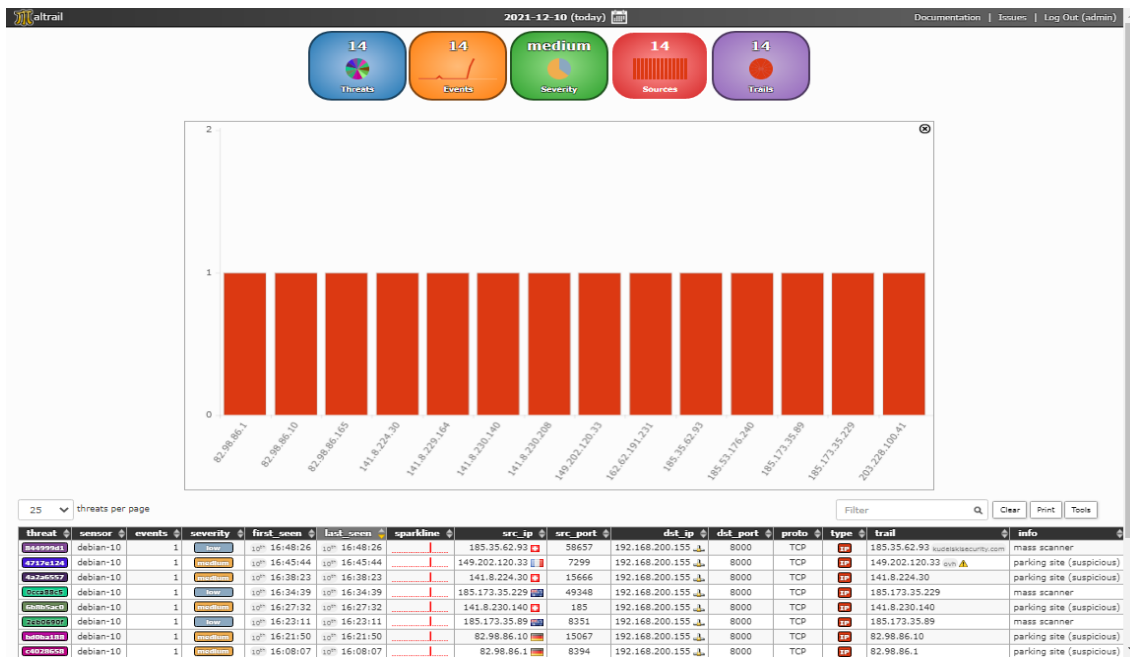 Maltrail 2021-12-10 (today) Documentation | Issues | Log Out (admin)
14 14 medium 14 14
Threats Events Severity Sources Trails
2
1
0
82.98.86.1 82.98.86.10 82.98.86.165 141.8.224.30 141.8.229.164 141.8.230.140 141.8.230.208 149.202.120.33 162.62.191.231 185.35.62.93 185.53.176.240 185.173.35.89 185.173.35.229 203.228.100.41
25 threats per page Filter Clear Print Tools
threat sensor events severity first_seen last_seen sparkline src_ip src_port dst_ip dst_port proto type trail info
844999d1 debian-10 1 low 10th 16:48:26 10th 16:48:26 185.35.62.93 58657 192.168.200.155 8000 TCP IP 185.35.62.93 kudelskisecurity.com mass scanner
4717e124 debian-10 1 medium 10th 16:45:44 10th 16:45:44 149.202.120.33 7299 192.168.200.155 8000 TCP IP 149.202.120.33 ovh parking site (suspicious)
4a2a6557 debian-10 1 medium 10th 16:38:23 10th 16:38:23 141.8.224.30 15666 192.168.200.155 8000 TCP IP 141.8.224.30 parking site (suspicious)
0cca88c5 debian-10 1 low 10th 16:34:39 10th 16:34:39 185.173.35.229 49348 192.168.200.155 8000 TCP IP 185.173.35.229 mass scanner
6b8b5ac0 debian-10 1 medium 10th 16:27:32 10th 16:27:32 141.8.230.140 185 192.168.200.155 8000 TCP IP 141.8.230.140 parking site (suspicious)
2eb0690f debian-10 1 low 10th 16:23:11 10th 16:23:11 185.173.35.89 8351 192.168.200.155 8000 TCP IP 185.173.35.89 mass scanner
bd0ba188 debian-10 1 medium 10th 16:21:50 10th 16:21:50 82.98.86.10 15067 192.168.200.155 8000 TCP IP 82.98.86.10 parking site (suspicious)
c4028658 debian-10 1 medium 10th 16:08:07 10th 16:08:07 82.98.86.1 8394 192.168.200.155 8000 TCP IP 82.98.86.1 parking site (suspicious)